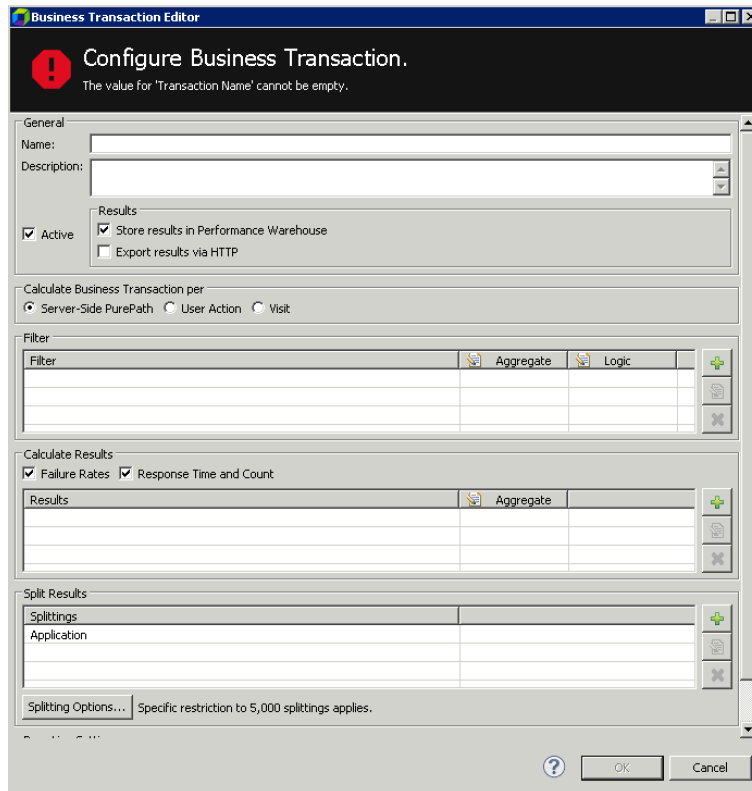 Business Transaction Editor
Configure Business Transaction.
The value for 'Transaction Name' cannot be empty.
General
Name:
Description:
Results
Active
Store results in Performance Warehouse
Export results via HTTP
Calculate Business Transaction per
Server-Side PurePath User Action Visit
Filter
Filter Aggregate Logic
Calculate Results
Failure Rates Response Time and Count
Results Aggregate
Split Results
Splittings
Application
Splitting Options... Specific restriction to 5,000 splittings applies.
OK Cancel